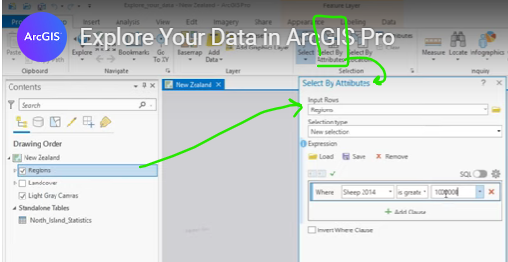 ArcGIS
Explore Your Data in ArcGIS Pro
Feature Layer
Insert
Analysis
View
Edit
Imagery
Share
Appearance
Labeling
Data
Explore
Bookmarks
Go
To XY
Basemap
Add
Data
Add Graphics Layer
Select
Select By
Attributes
Select By
Measure
Locate
Infographics
Clipboard
Navigate
Layer
Selection
Inquiry
Contents
Search
Drawing Order
New Zealand
Regions
Landcover
Light Gray Canvas
Standalone Tables
North_Island_Statistics
New Zealand
Select By Attributes
? ×
Input Rows
Regions
Selection type
New selection
Expression
Load Save Remove
SQL
Where Sheep 2014 is greate
Add Clause
Invert Where Clause